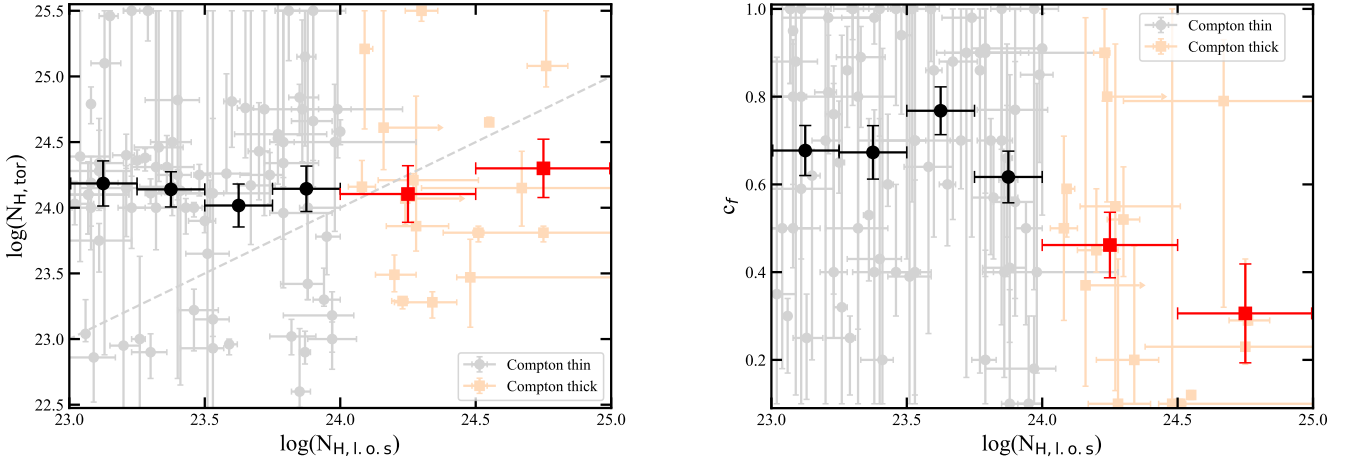 25.5
25.0
24.5
24.0
23.5
23.0
22.5
log(N_H, tor)
Compton thin
Compton thick
23.0 23.5 24.0 24.5 25.0
log(N_H, l.o.s)
1.0
0.8
0.6
0.4
0.2
c_f
Compton thin
Compton thick
23.0 23.5 24.0 24.5 25.0
log(N_H, l.o.s)